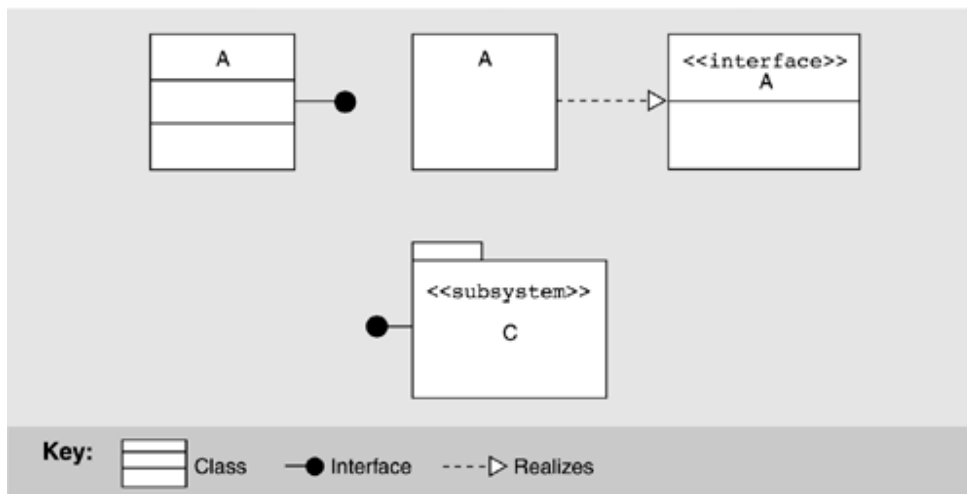 A
A
<<interface>>
A
<<subsystem>>
C
Key:
Class
Interface
Realizes